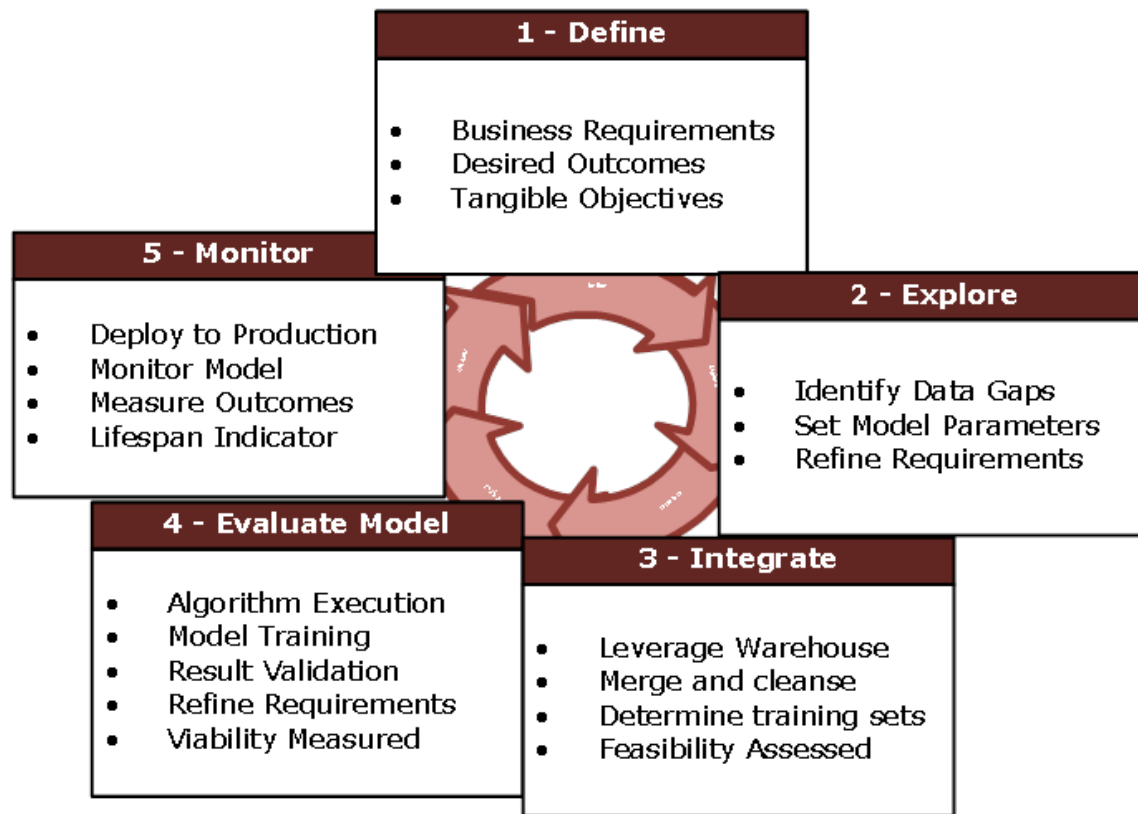 1 - Define
• Business Requirements
• Desired Outcomes
• Tangible Objectives
2 - Explore
• Identify Data Gaps
• Set Model Parameters
• Refine Requirements
3 - Integrate
• Leverage Warehouse
• Merge and cleanse
• Determine training sets
• Feasibility Assessed
4 - Evaluate Model
• Algorithm Execution
• Model Training
• Result Validation
• Refine Requirements
• Viability Measured
5 - Monitor
• Deploy to Production
• Monitor Model
• Measure Outcomes
• Lifespan Indicator